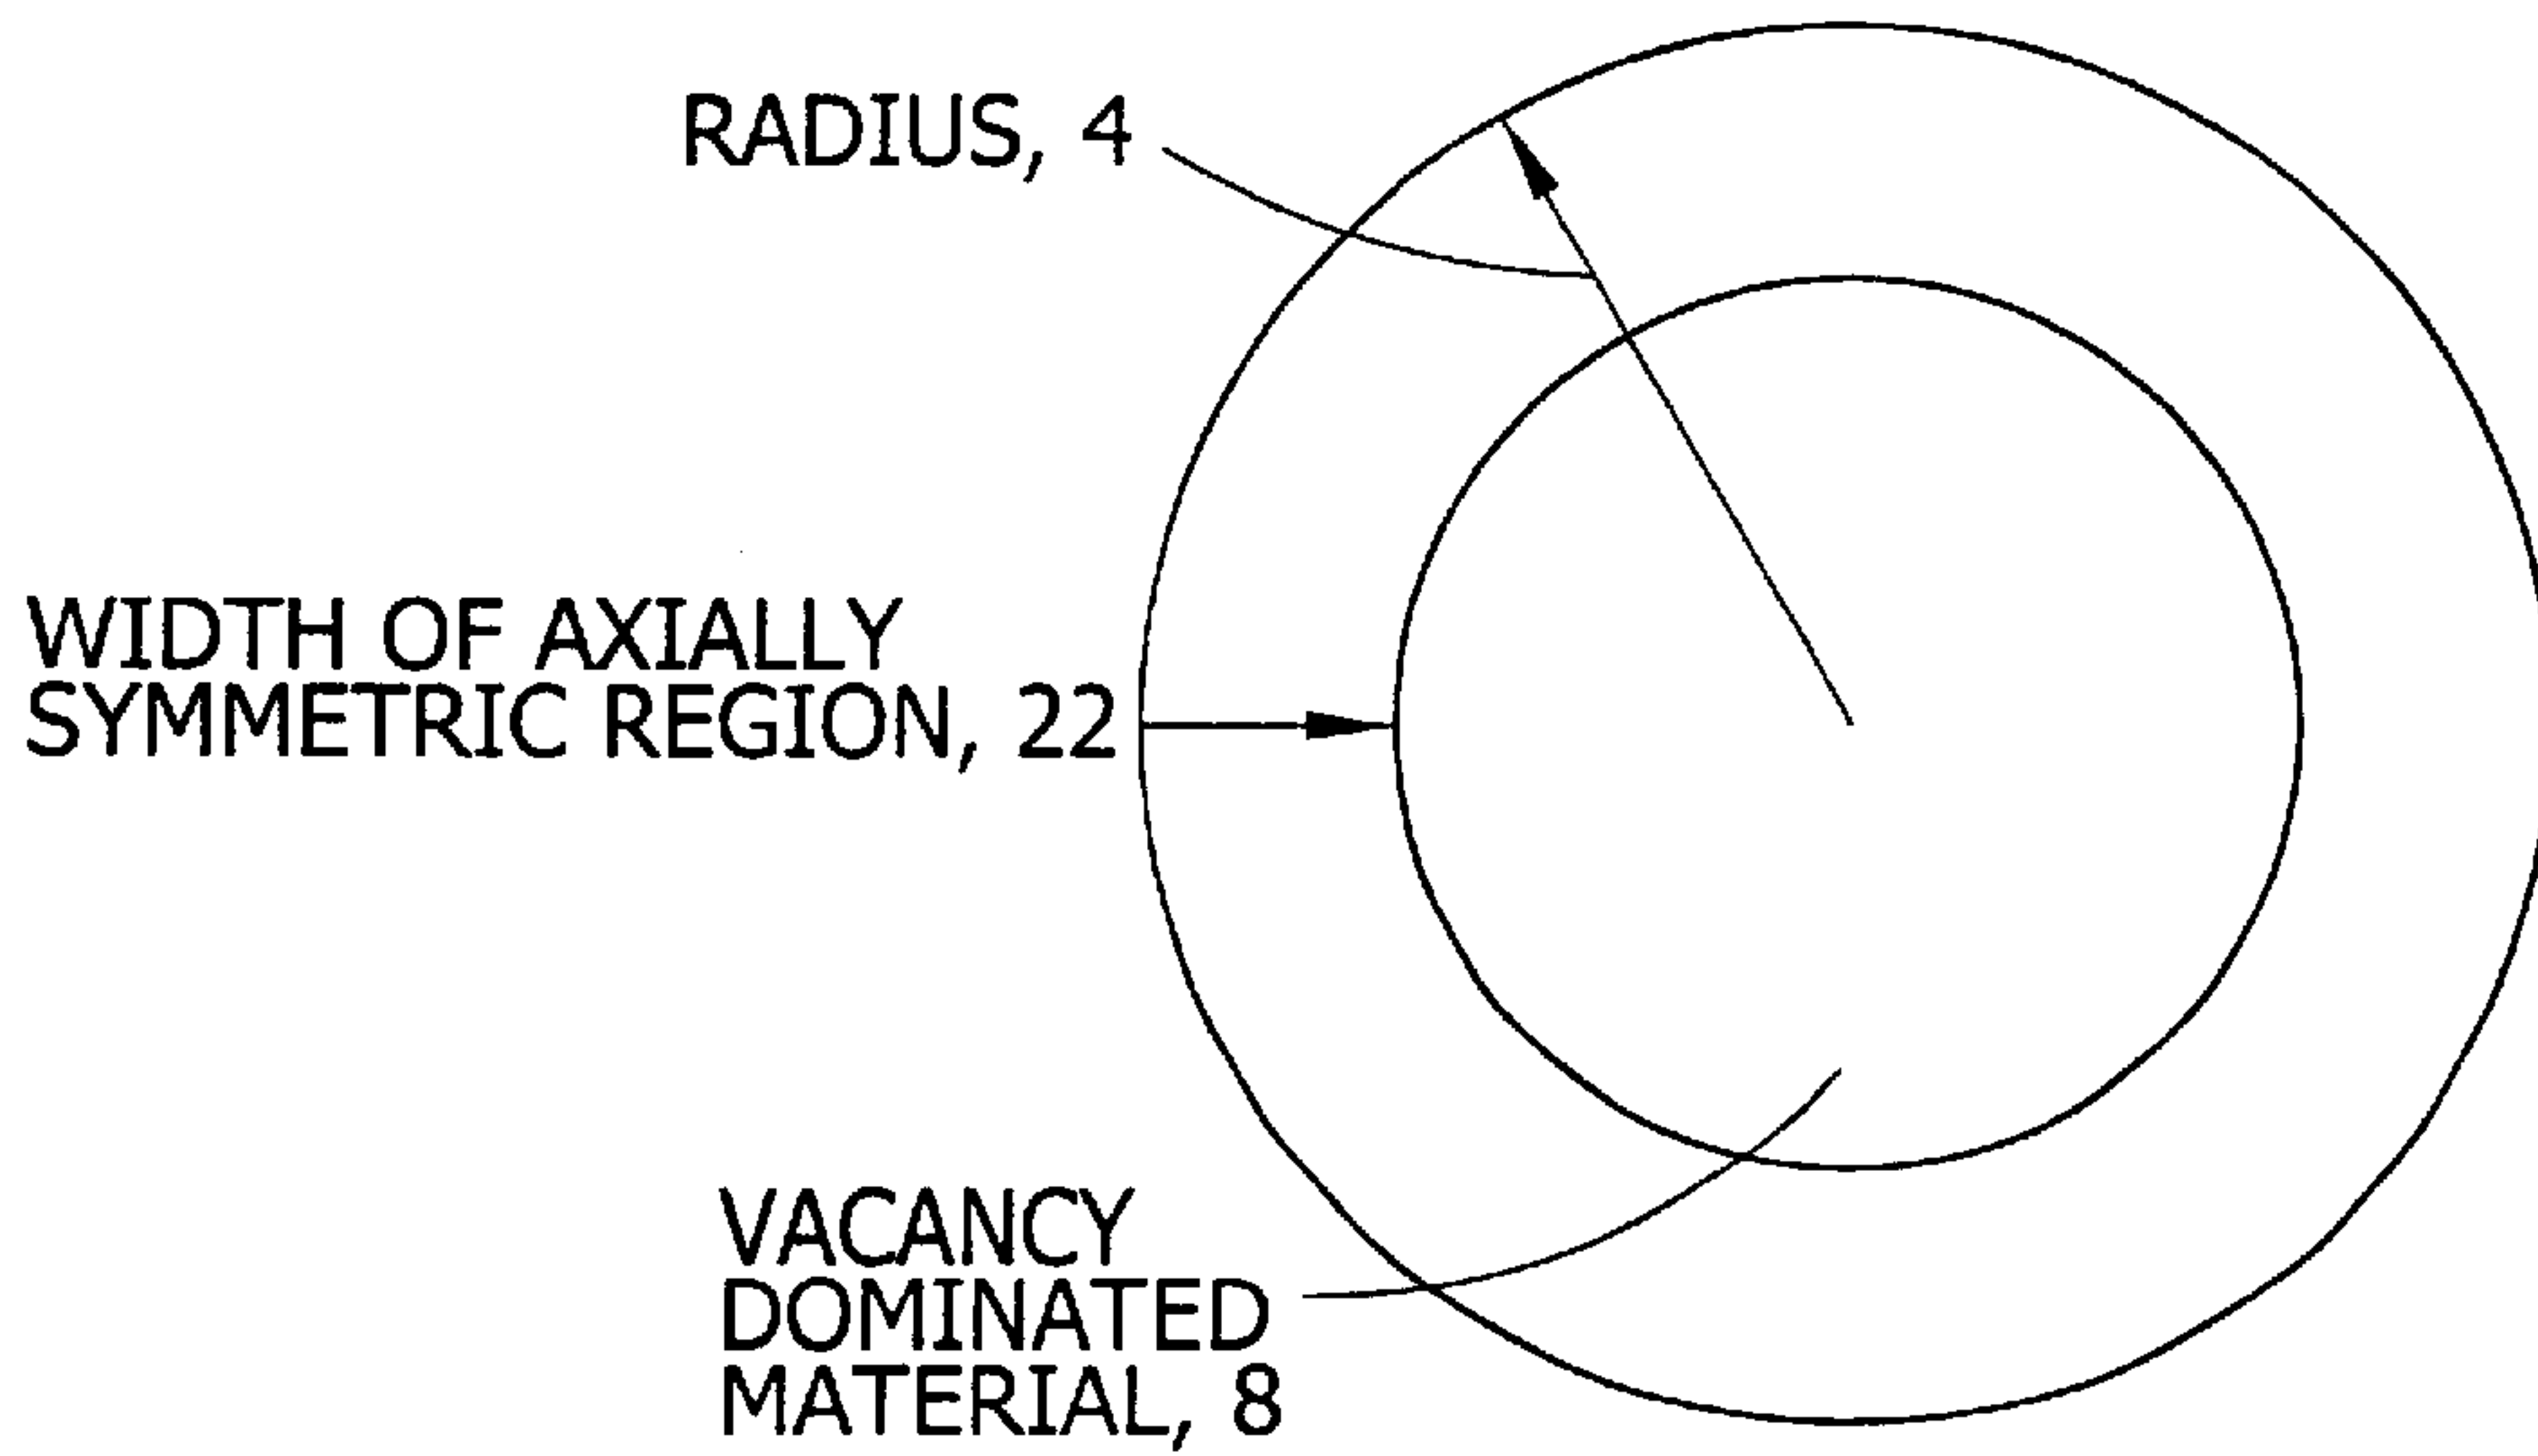 RADIUS, 4
WIDTH OF AXIALLY
SYMMETRIC REGION, 22
VACANCY
DOMINATED
MATERIAL, 8